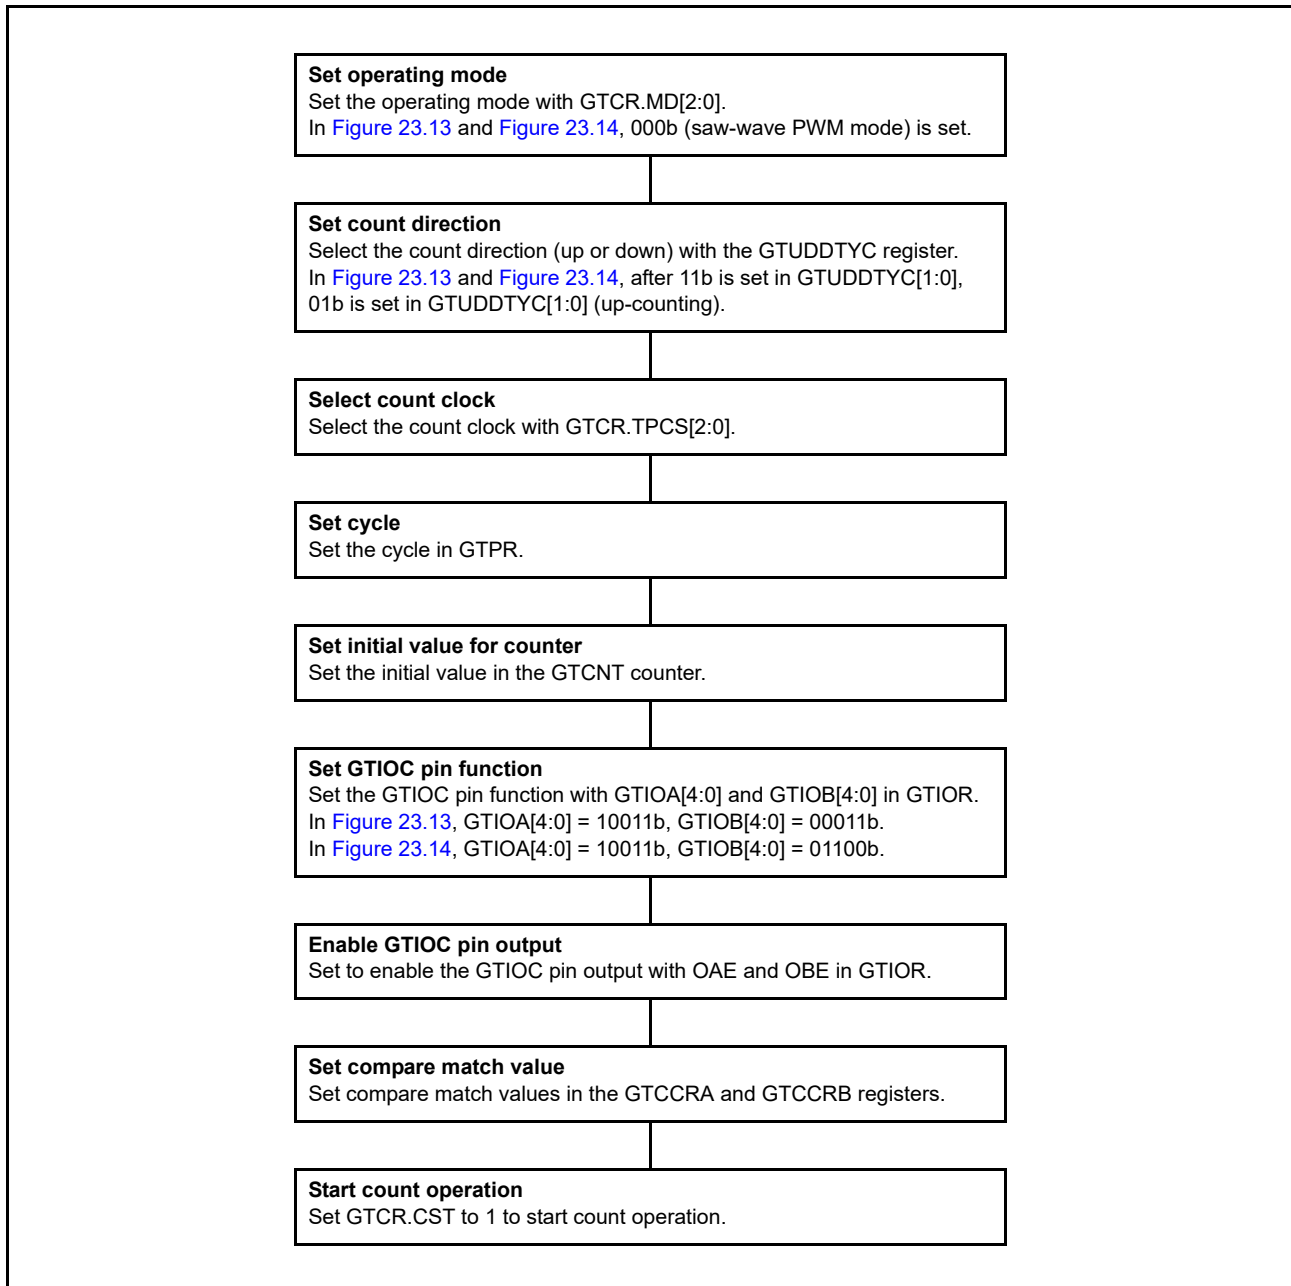 Set operating mode
Set the operating mode with GTCR.MD[2:0].
In Figure 23.13 and Figure 23.14, 000b (saw-wave PWM mode) is set.
Set count direction
Select the count direction (up or down) with the GTUDDTYC register.
In Figure 23.13 and Figure 23.14, after 11b is set in GTUDDTYC[1:0],
01b is set in GTUDDTYC[1:0] (up-counting).
Select count clock
Select the count clock with GTCR.TPCS[2:0].
Set cycle
Set the cycle in GTPR.
Set initial value for counter
Set the initial value in the GTCNT counter.
Set GTIOC pin function
Set the GTIOC pin function with GTIOA[4:0] and GTIOB[4:0] in GTIOR.
In Figure 23.13, GTIOA[4:0] = 10011b, GTIOB[4:0] = 00011b.
In Figure 23.14, GTIOA[4:0] = 10011b, GTIOB[4:0] = 01100b.
Enable GTIOC pin output
Set to enable the GTIOC pin output with OAE and OBE in GTIOR.
Set compare match value
Set compare match values in the GTCCRA and GTCCRB registers.
Start count operation
Set GTCR.CST to 1 to start count operation.